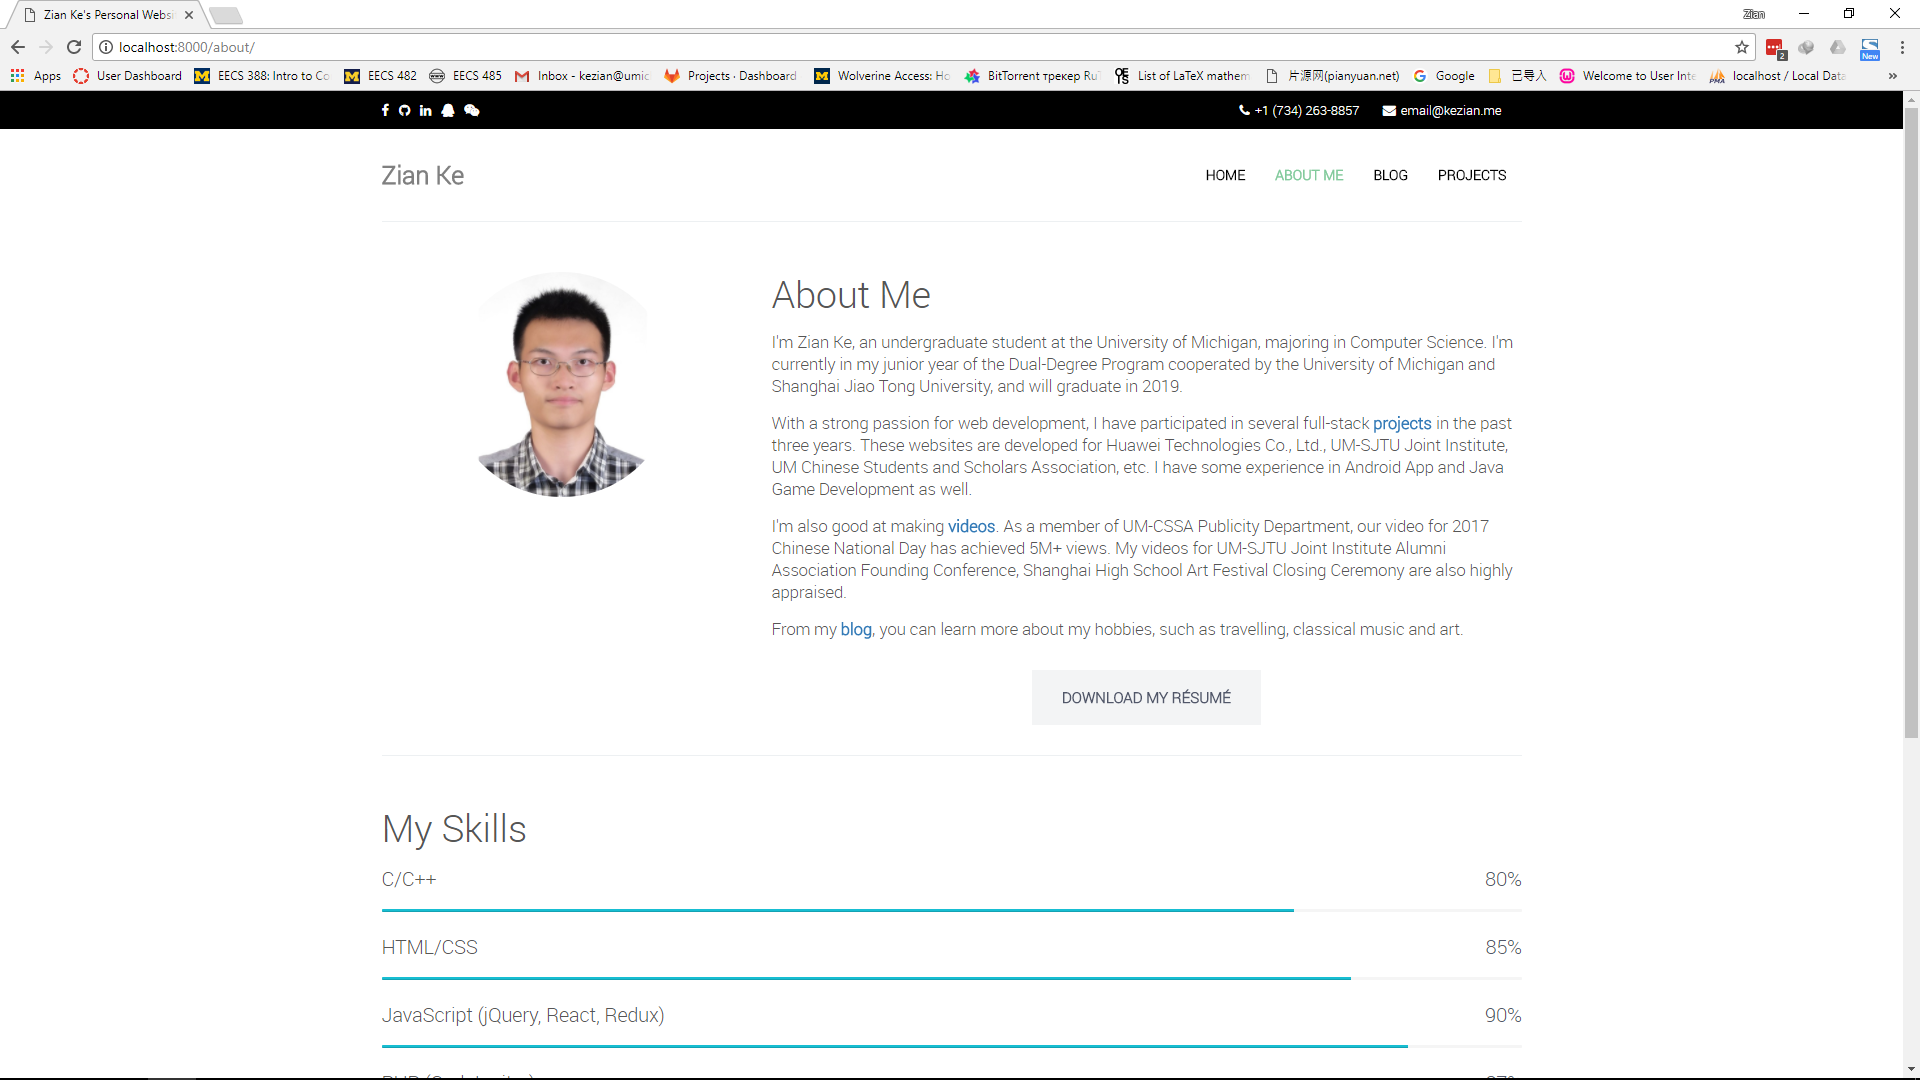 Zian Ke's Personal Webs
Zian
localhost:8000/about/
2
New
Apps
User Dashboard
EECS 388: Intro to Co
EECS 482
EECS 485
Inbox - kezian@umic
Projects · Dashboard
Wolverine Access: Ho
BitTorrent трекер Ru
List of LaTeX mathem
片源网(pianyuan.net)
Google
已导入
Welcome to User Inte
localhost / Local Data
+1 (734) 263-8857
email@kezian.me
Zian Ke
HOME
ABOUT ME
BLOG
PROJECTS
About Me
I'm Zian Ke, an undergraduate student at the University of Michigan, majoring in Computer Science. I'm
currently in my junior year of the Dual-Degree Program cooperated by the University of Michigan and
Shanghai Jiao Tong University, and will graduate in 2019.
With a strong passion for web development, I have participated in several full-stack projects in the past
three years. These websites are developed for Huawei Technologies Co., Ltd., UM-SJTU Joint Institute,
UM Chinese Students and Scholars Association, etc. I have some experience in Android App and Java
Game Development as well.
I'm also good at making videos. As a member of UM-CSSA Publicity Department, our video for 2017
Chinese National Day has achieved 5M+ views. My videos for UM-SJTU Joint Institute Alumni
Association Founding Conference, Shanghai High School Art Festival Closing Ceremony are also highly
appraised.
From my blog, you can learn more about my hobbies, such as travelling, classical music and art.
DOWNLOAD MY RÉSUMÉ
My Skills
C/C++
80%
HTML/CSS
85%
JavaScript (jQuery, React, Redux)
90%